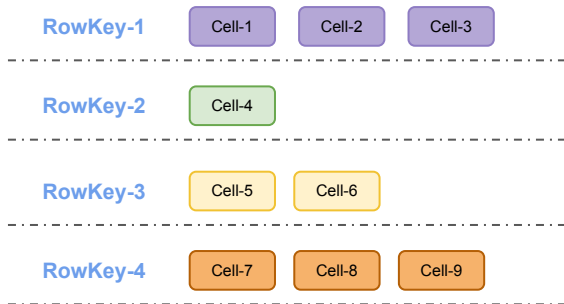 RowKey-1 Cell-1 Cell-2 Cell-3
RowKey-2 Cell-4
RowKey-3 Cell-5 Cell-6
RowKey-4 Cell-7 Cell-8 Cell-9